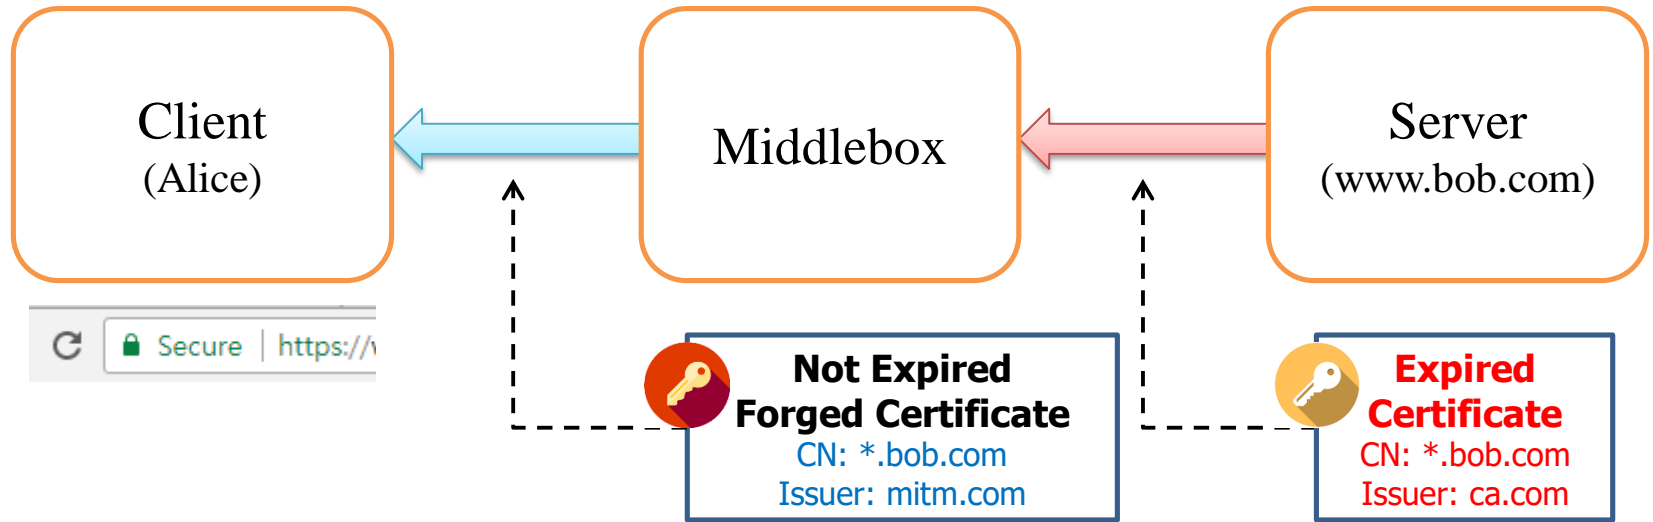 Client
(Alice)
Middlebox
Server
(www.bob.com)
Secure | https://
Not Expired
Forged Certificate
CN: *.bob.com
Issuer: mitm.com
Expired
Certificate
CN: *.bob.com
Issuer: ca.com